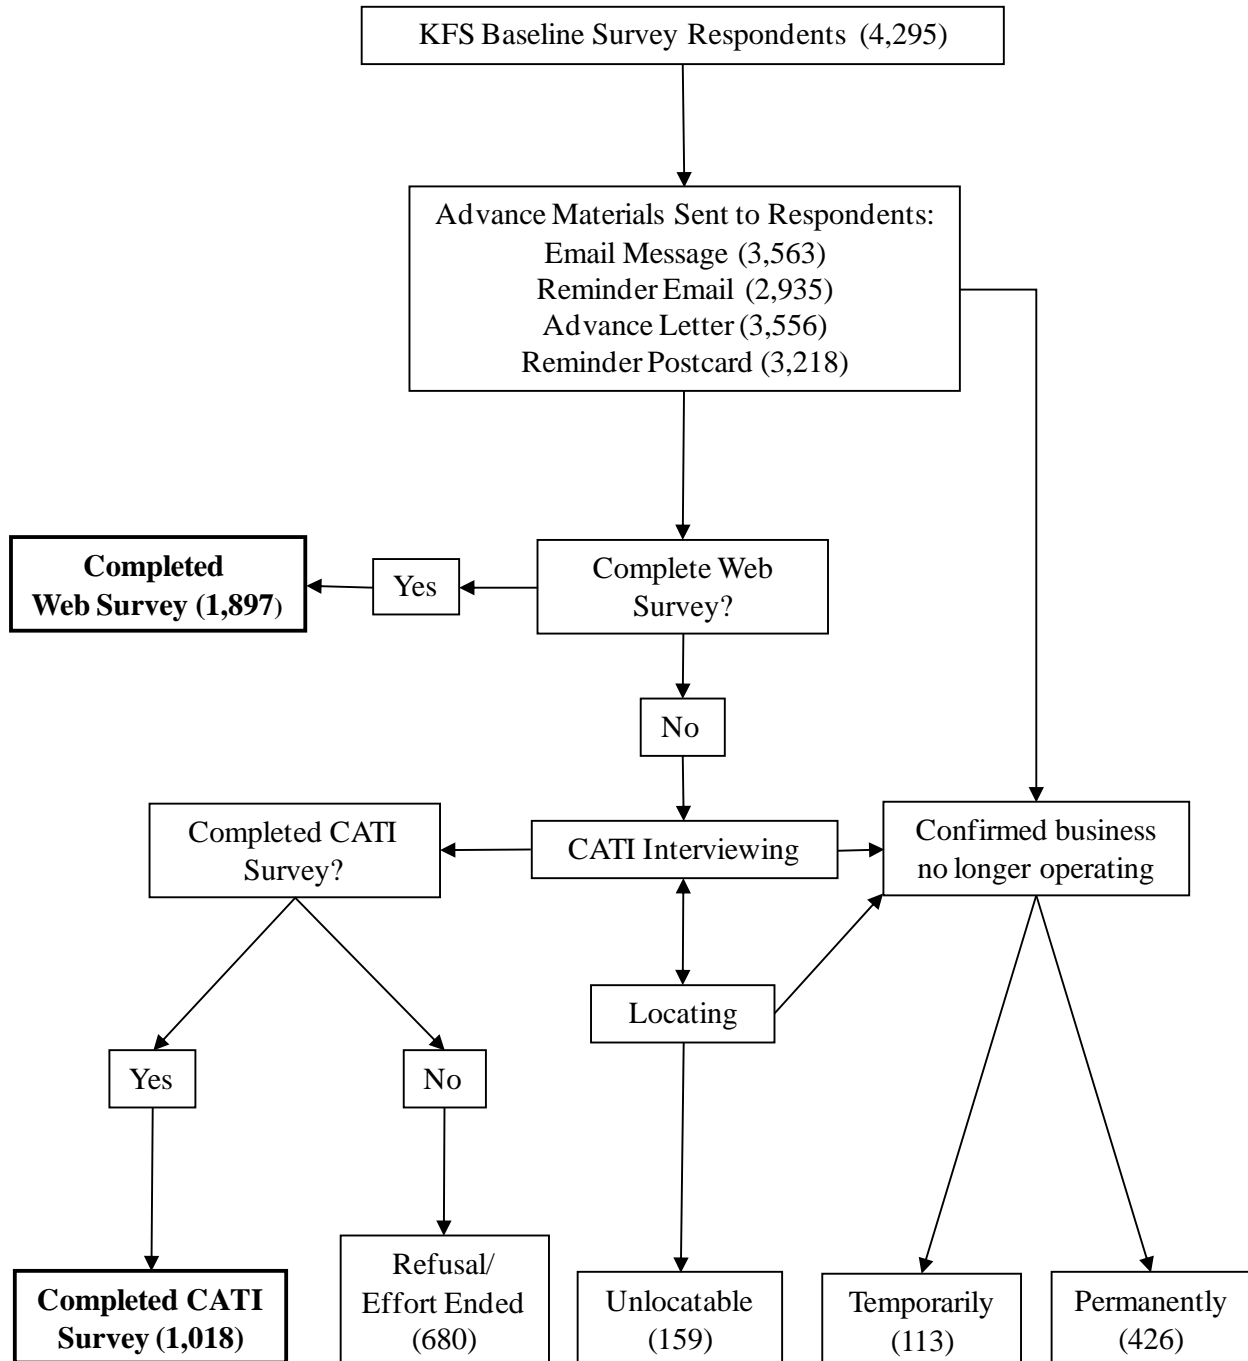 KFS Baseline Survey Respondents (4,295)
Advance Materials Sent to Respondents:
Email Message (3,563)
Reminder Email (2,935)
Advance Letter (3,556)
Reminder Postcard (3,218)
Completed
Web Survey (1,897)
Yes
Complete Web
Survey?
No
Completed CATI
Survey?
CATI Interviewing
Confirmed business
no longer operating
Locating
Yes
No
Completed CATI
Survey (1,018)
Refusal/
Effort Ended
(680)
Unlocatable
(159)
Temporarily
(113)
Permanently
(426)